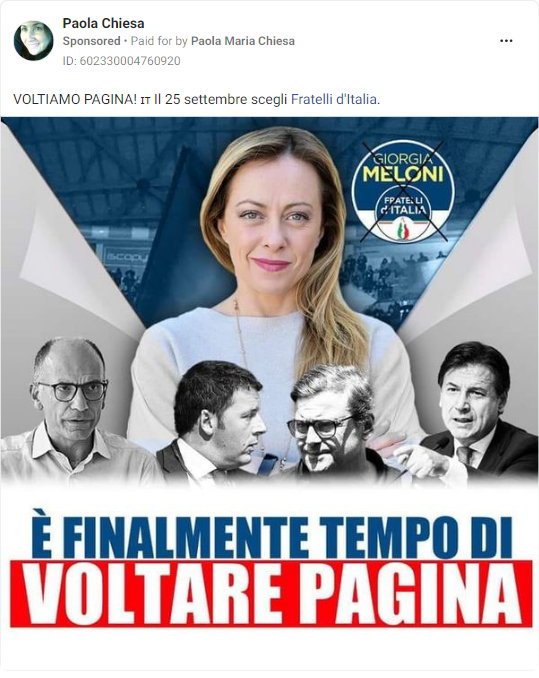 Paola Chiesa
Sponsored • Paid for by Paola Maria Chiesa
ID: 602330004760920
VOLTIAMO PAGINA! IT Il 25 settembre scegli Fratelli d'Italia.
GIORGIA
MELONI
FRATELLI
d'ITALIA
È FINALMENTE TEMPO DI
VOLTARE PAGINA